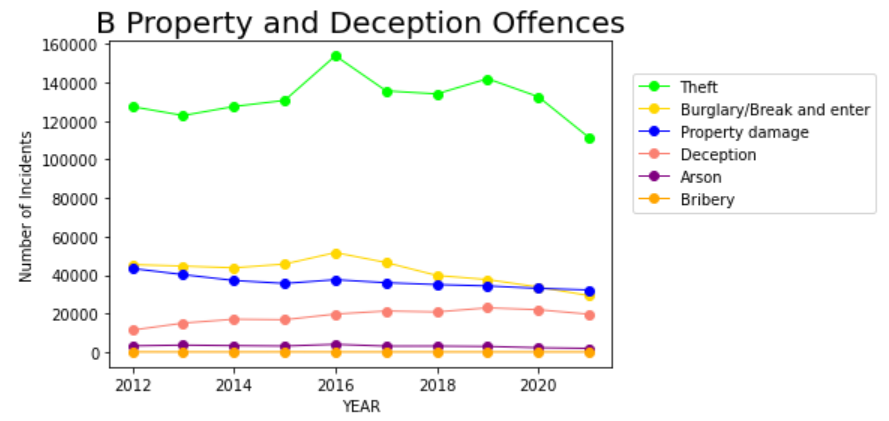 B Property and Deception Offences
160000
140000
120000
100000
80000
60000
40000
20000
0
Number of Incidents
2012 2014 2016 2018 2020
YEAR
Theft
Burglary/Break and enter
Property damage
Deception
Arson
Bribery